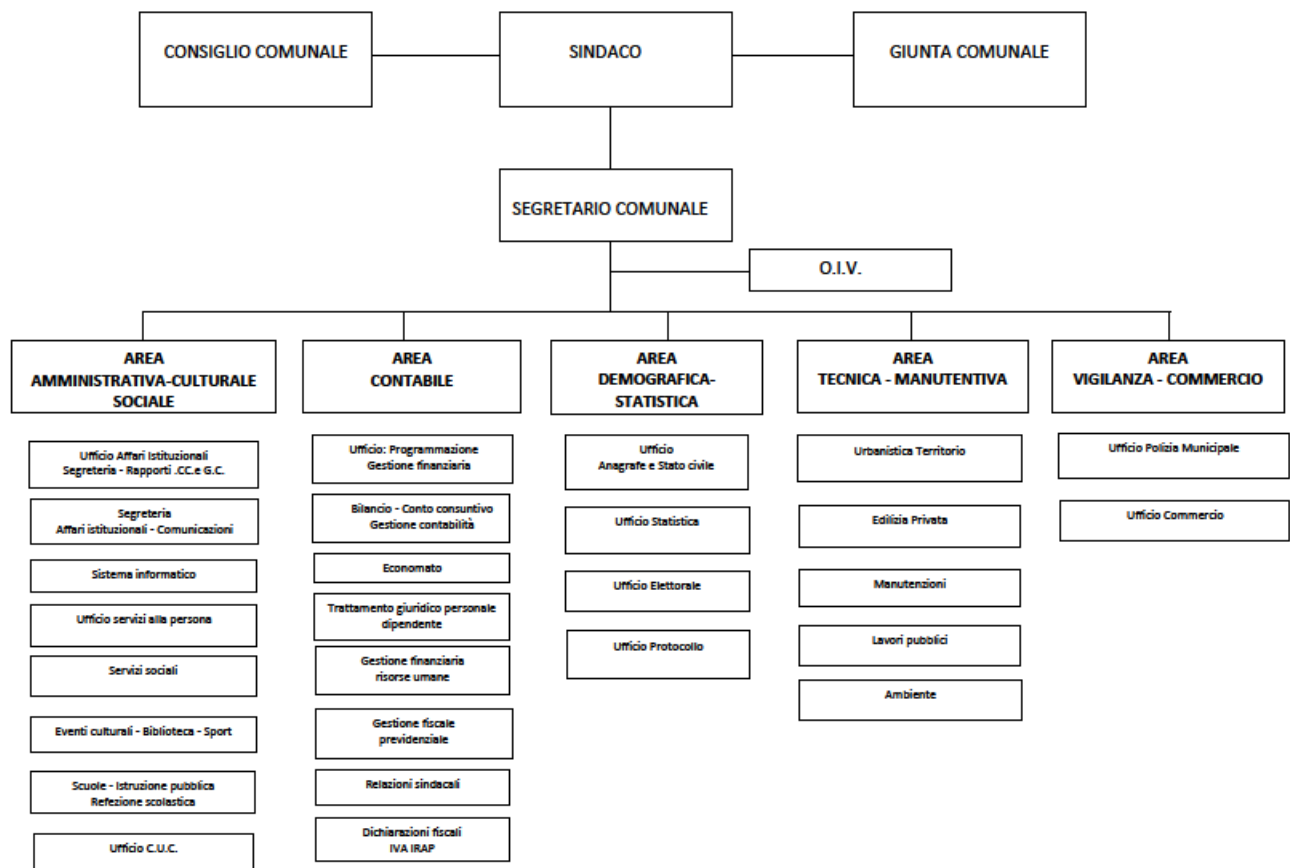 CONSIGLIO COMUNALE
SINDACO
GIUNTA COMUNALE
SEGRETARIO COMUNALE
O.I.V.
AREA
AMMINISTRATIVA-CULTURALE
SOCIALE
Ufficio Affari Istituzionali
Segreteria - Rapporti .CC.e G.C.
Segreteria
Affari istituzionali - Comunicazioni
Sistema informatico
Ufficio servizi alla persona
Servizi sociali
Eventi culturali - Biblioteca - Sport
Scuole - Istruzione pubblica
Refezione scolastica
Ufficio C.U.C.
AREA
CONTABILE
Ufficio: Programmazione
Gestione finanziaria
Bilancio - Conto consuntivo
Gestione contabilità
Economato
Trattamento giuridico personale
dipendente
Gestione finanziaria
risorse umane
Gestione fiscale
previdenziale
Relazioni sindacali
Dichiarazioni fiscali
IVA IRAP
AREA
DEMOGRAFICA-
STATISTICA
Ufficio
Anagrafe e Stato civile
Ufficio Statistica
Ufficio Elettorale
Ufficio Protocollo
AREA
TECNICA - MANUTENTIVA
Urbanistica Territorio
Edilizia Privata
Manutenzioni
Lavori pubblici
Ambiente
AREA
VIGILANZA - COMMERCIO
Ufficio Polizia Municipale
Ufficio Commercio